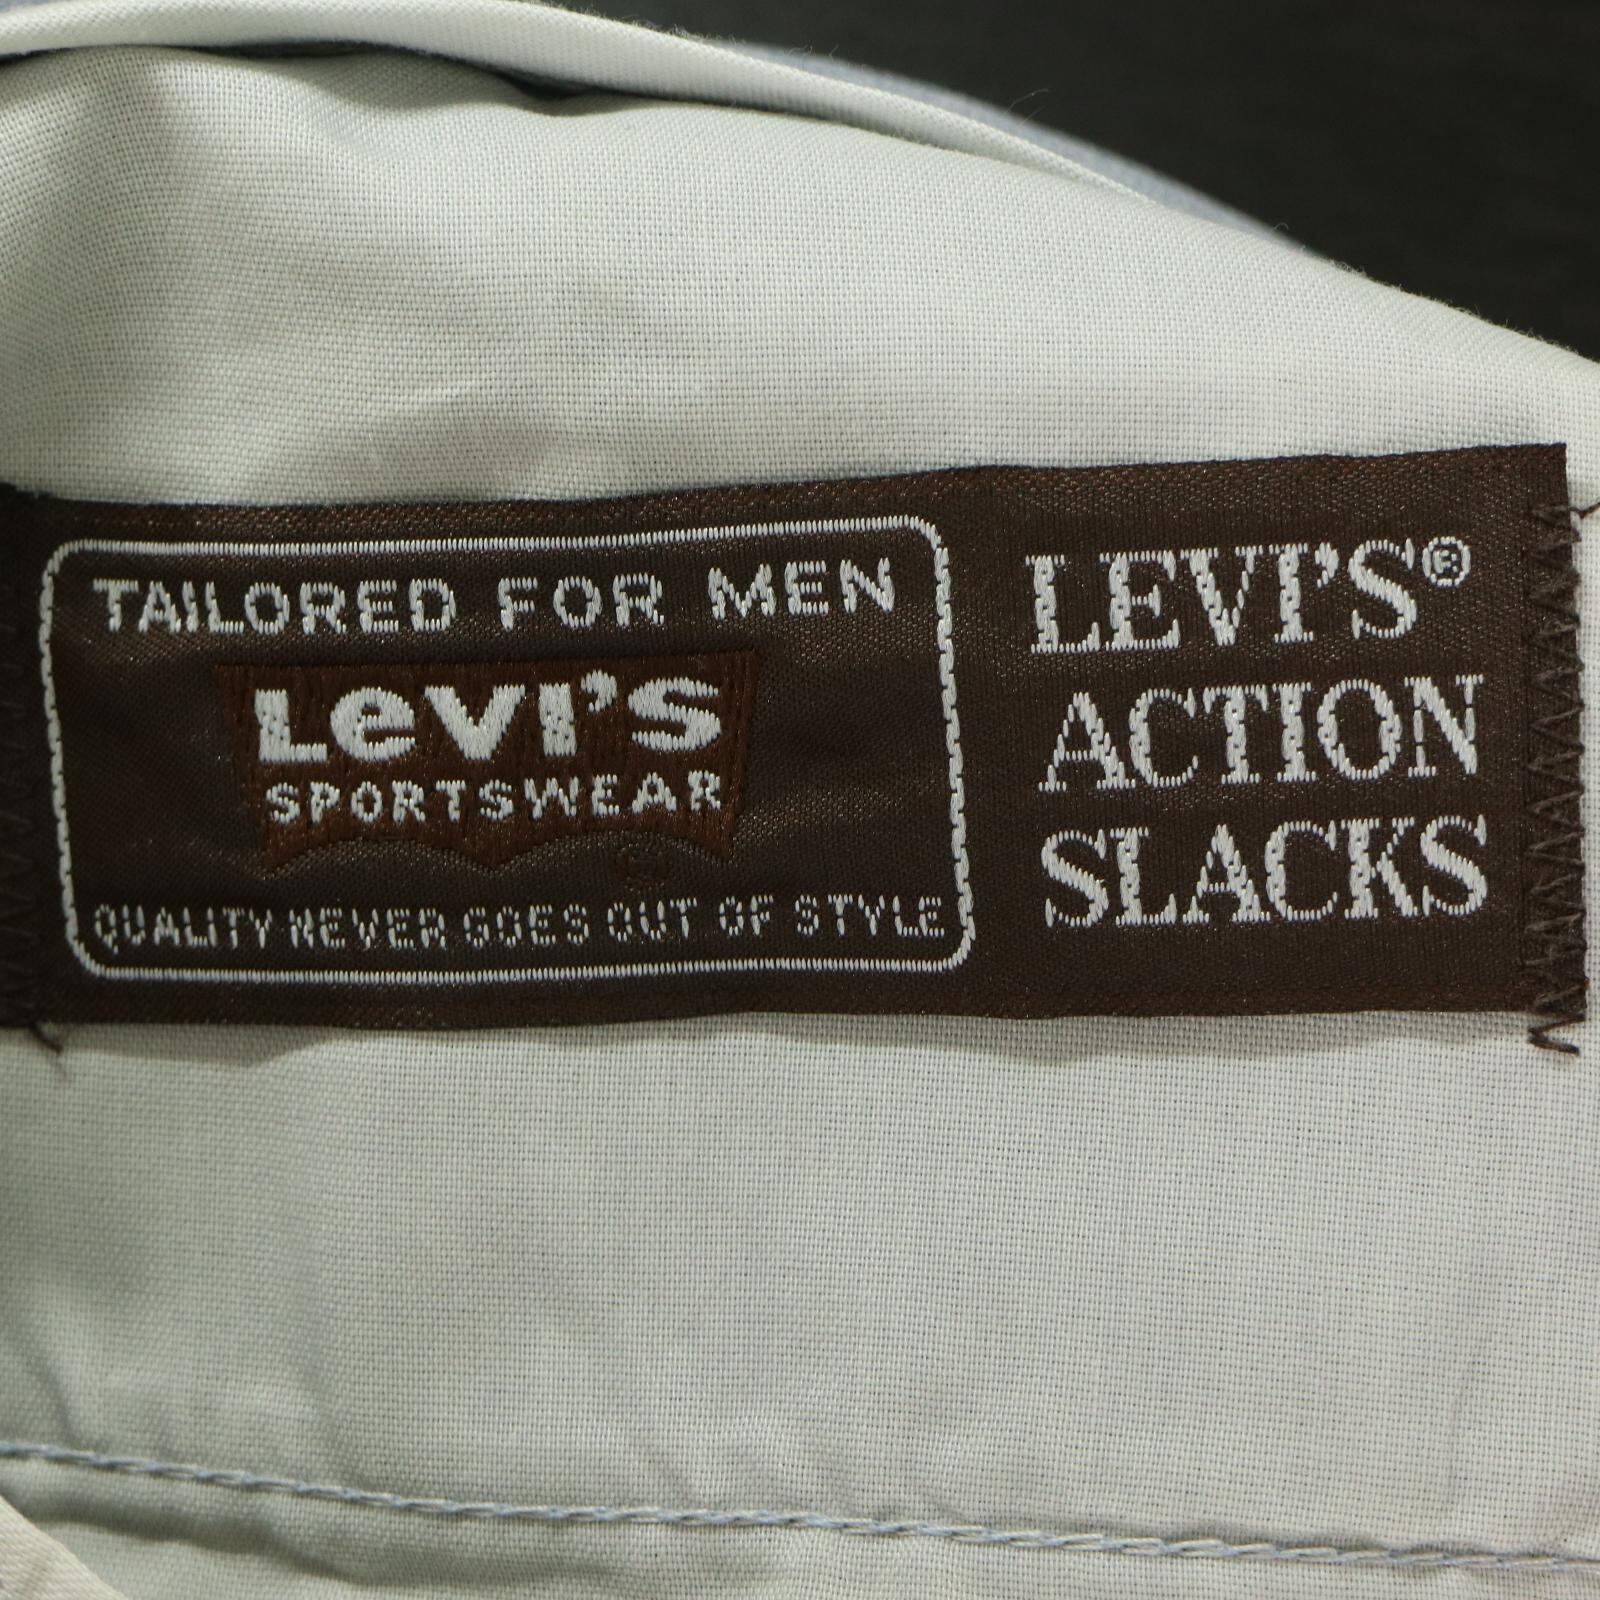 TAILORED FOR MEN
LeVI'S
SPORTSWEAR
QUALITY NEVER GOES OUT OF STYLE
LEVI'S®
ACTION
SLACKS